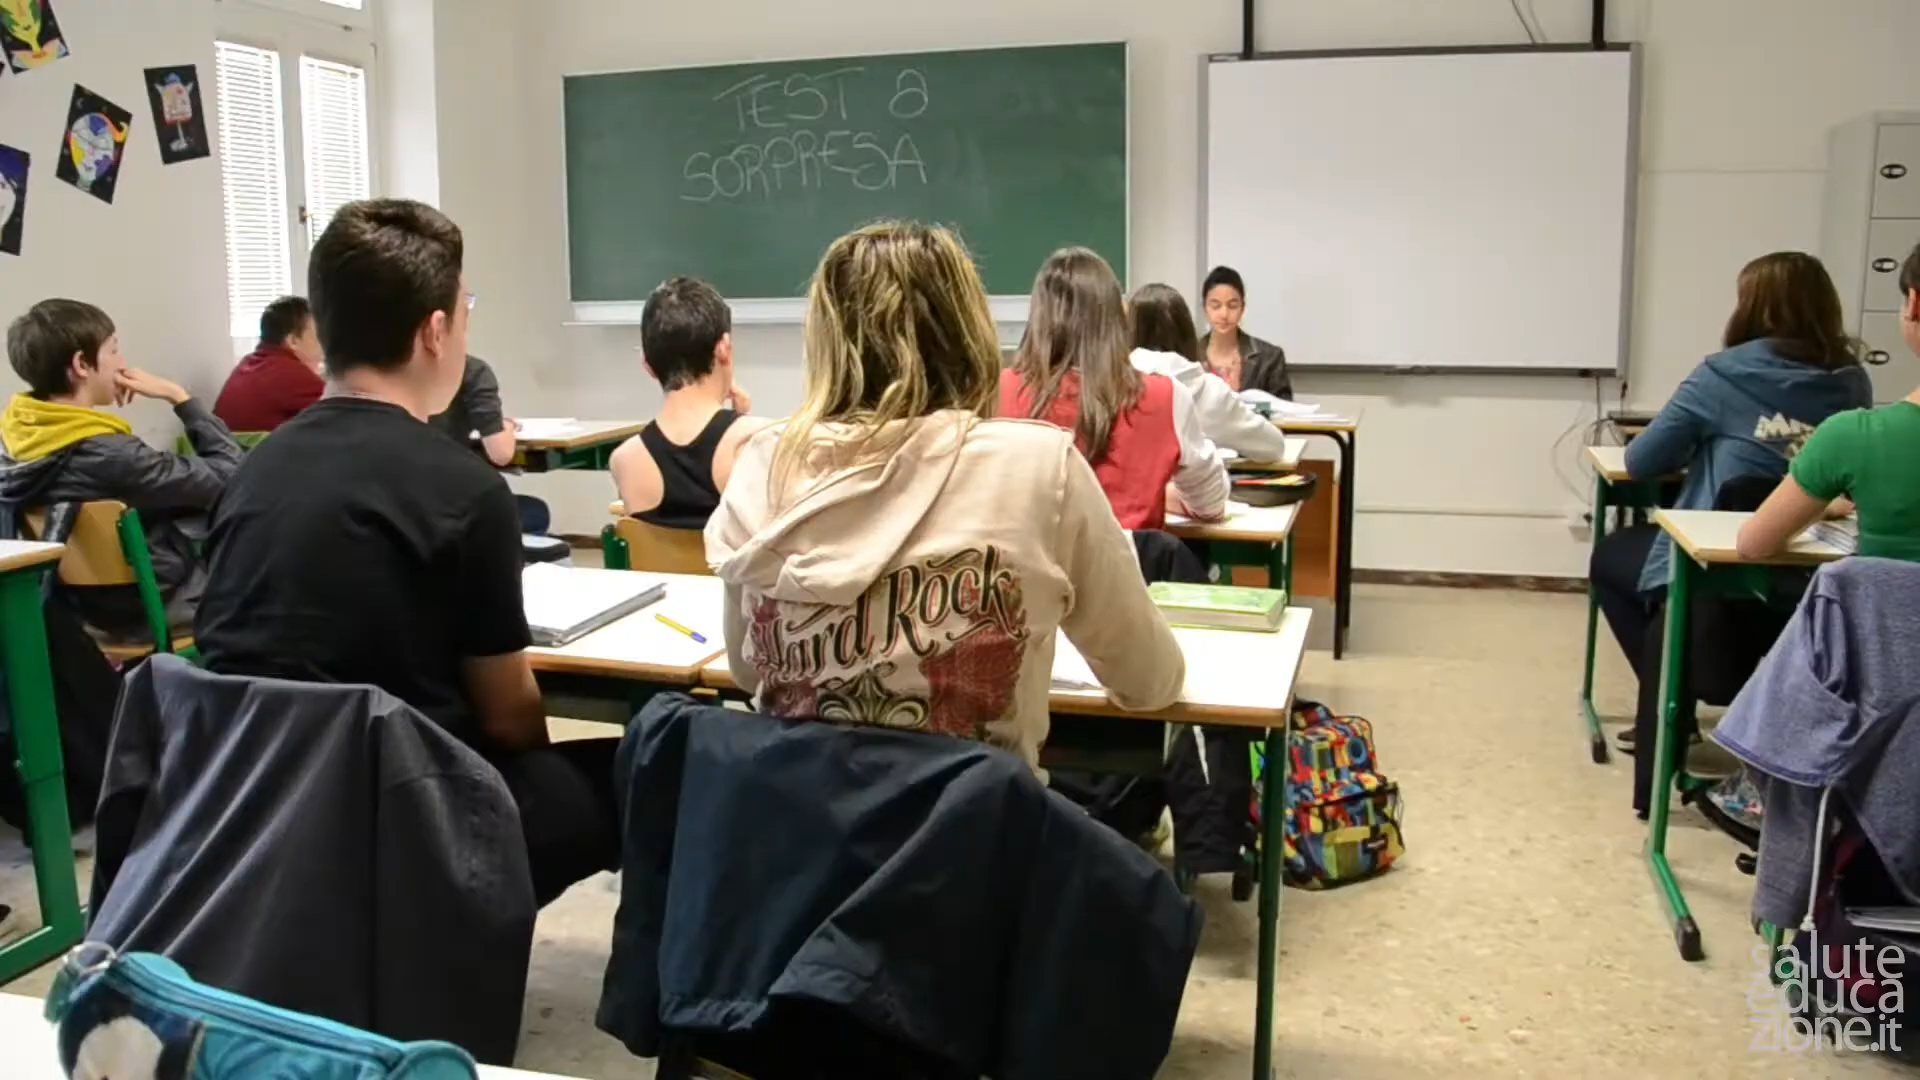 TEST a
SORPRESA
Hard Rock
salute
educa
zione.it